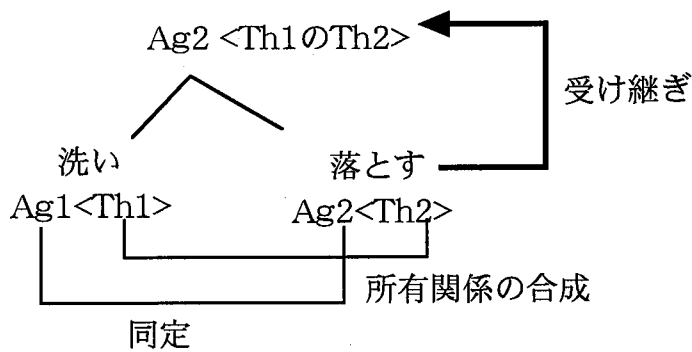 Ag2 <Th1のTh2>
受け継ぎ
洗い
落とす
Ag1<Th1>
Ag2<Th2>
所有関係の合成
同定